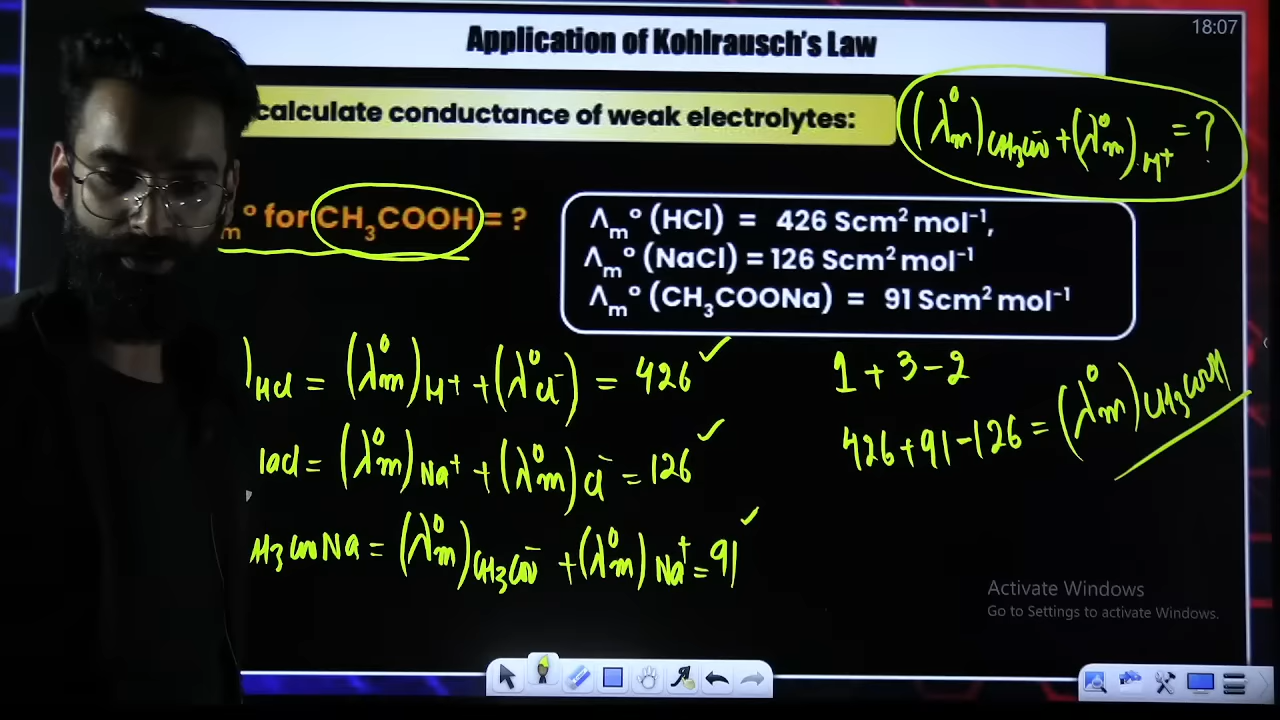 Application of Kohlrausch's Law
18:07
calculate conductance of weak electrolytes:
(λ°m)CH₃COO⁻ + (λ°m)H⁺ = ?
m° for CH₃COOH = ?
Λm° (HCl) = 426 Scm² mol⁻¹,
Λm° (NaCl) = 126 Scm² mol⁻¹
Λm° (CH₃COONa) = 91 Scm² mol⁻¹
HCl = (λ°m)H⁺ + (λ°Cl⁻) = 426 ✓
aCl = (λ°m)Na⁺ + (λ°m)Cl⁻ = 126 ✓
H₃COONa = (λ°m)CH₃COO⁻ + (λ°m)Na⁺ = 91 ✓
1 + 3 - 2
426 + 91 - 126 = (λ°m)CH₃COOH
Activate Windows
Go to Settings to activate Windows.